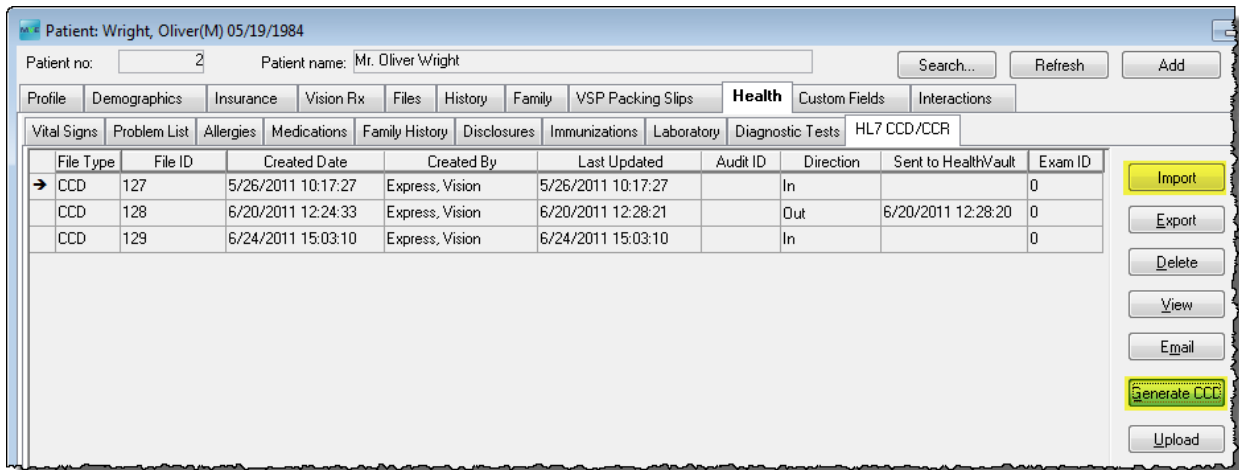 Patient: Wright, Oliver(M) 05/19/1984
Patient no: 2 Patient name: Mr. Oliver Wright Search... Refresh Add
Profile Demographics Insurance Vision Rx Files History Family VSP Packing Slips Health Custom Fields Interactions
Vital Signs Problem List Allergies Medications Family History Disclosures Immunizations Laboratory Diagnostic Tests HL7 CCD/CCR
File Type File ID Created Date Created By Last Updated Audit ID Direction Sent to HealthVault Exam ID
CCD 127 5/26/2011 10:17:27 Express, Vision 5/26/2011 10:17:27 In 0
CCD 128 6/20/2011 12:24:33 Express, Vision 6/20/2011 12:28:21 Out 6/20/2011 12:28:20 0
CCD 129 6/24/2011 15:03:10 Express, Vision 6/24/2011 15:03:10 In 0
Import
Export
Delete
View
Email
Generate CCD
Upload